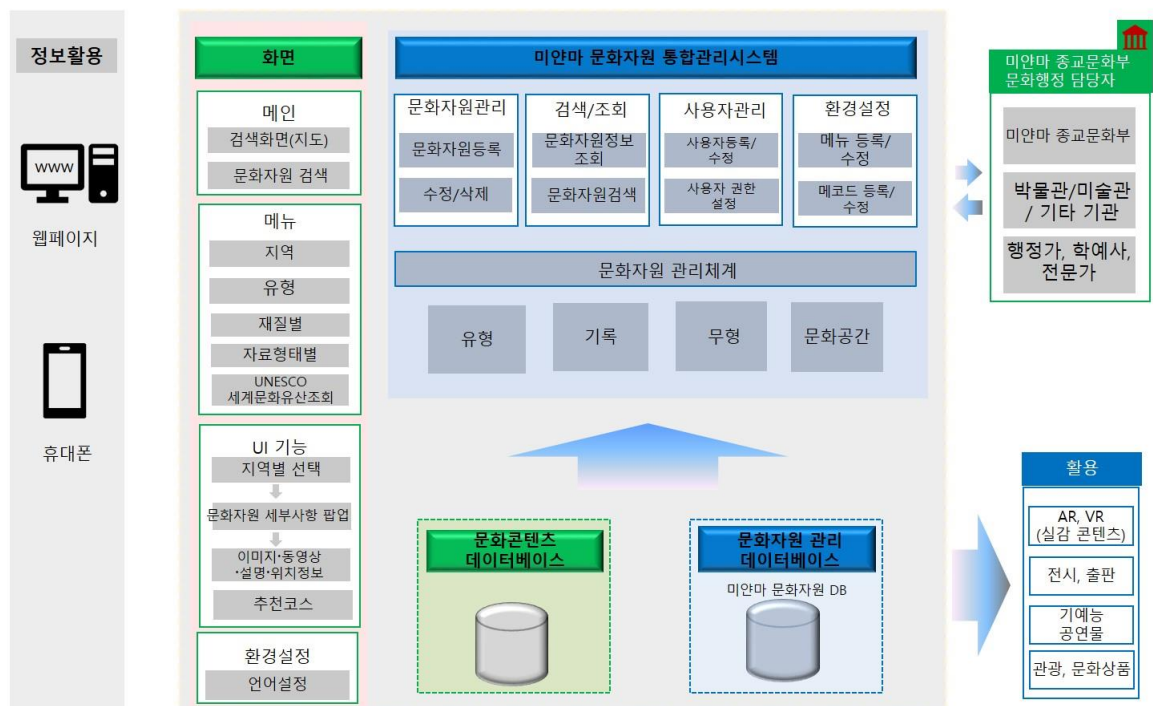 정보활용
WWW
웹페이지
휴대폰
화면
메인
검색화면(지도)
문화자원 검색
메뉴
지역
유형
재질별
자료형태별
UNESCO
세계문화유산조회
UI 기능
지역별 선택
문화자원 세부사항 팝업
이미지·동영상
·설명·위치정보
추천코스
환경설정
언어설정
미얀마 문화자원 통합관리시스템
문화자원관리
문화자원등록
수정/삭제
검색/조회
문화자원정보
조회
문화자원검색
사용자관리
사용자등록/
수정
사용자 권한
설정
환경설정
메뉴 등록/
수정
메코드 등록/
수정
문화자원 관리체계
유형
기록
무형
문화공간
문화콘텐츠
데이터베이스
문화자원 관리
데이터베이스
미얀마 문화자원 DB
미얀마 종교문화부
문화행정 담당자
미얀마 종교문화부
박물관/미술관
/ 기타 기관
행정가, 학예사,
전문가
활용
AR, VR
(실감 콘텐츠)
전시, 출판
기예능
공연물
관광, 문화상품